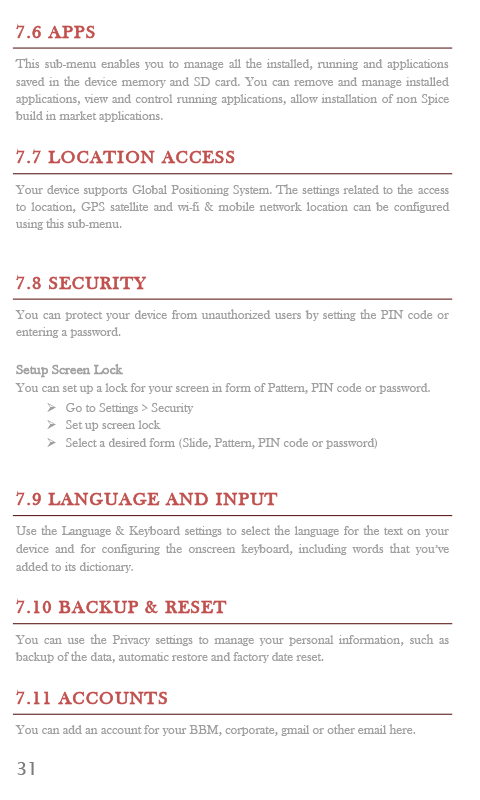 7.6 APPS
This sub-menu enables you to manage all the installed, running and applications
saved in the device memory and SD card. You can remove and manage installed
applications, view and control running applications, allow installation of non Spice
build in market applications.
7.7 LOCATION ACCESS
Your device supports Global Positioning System. The settings related to the access
to location, GPS satellite and wi-fi & mobile network location can be configured
using this sub-menu.
7.8 SECURITY
You can protect your device from unauthorized users by setting the PIN code or
entering a password.
Setup Screen Lock
You can set up a lock for your screen in form of Pattern, PIN code or password.
➢ Go to Settings > Security
➢ Set up screen lock
➢ Select a desired form (Slide, Pattern, PIN code or password)
7.9 LANGUAGE AND INPUT
Use the Language & Keyboard settings to select the language for the text on your
device and for configuring the onscreen keyboard, including words that you've
added to its dictionary.
7.10 BACKUP & RESET
You can use the Privacy settings to manage your personal information, such as
backup of the data, automatic restore and factory date reset.
7.11 ACCOUNTS
You can add an account for your BBM, corporate, gmail or other email here.
31